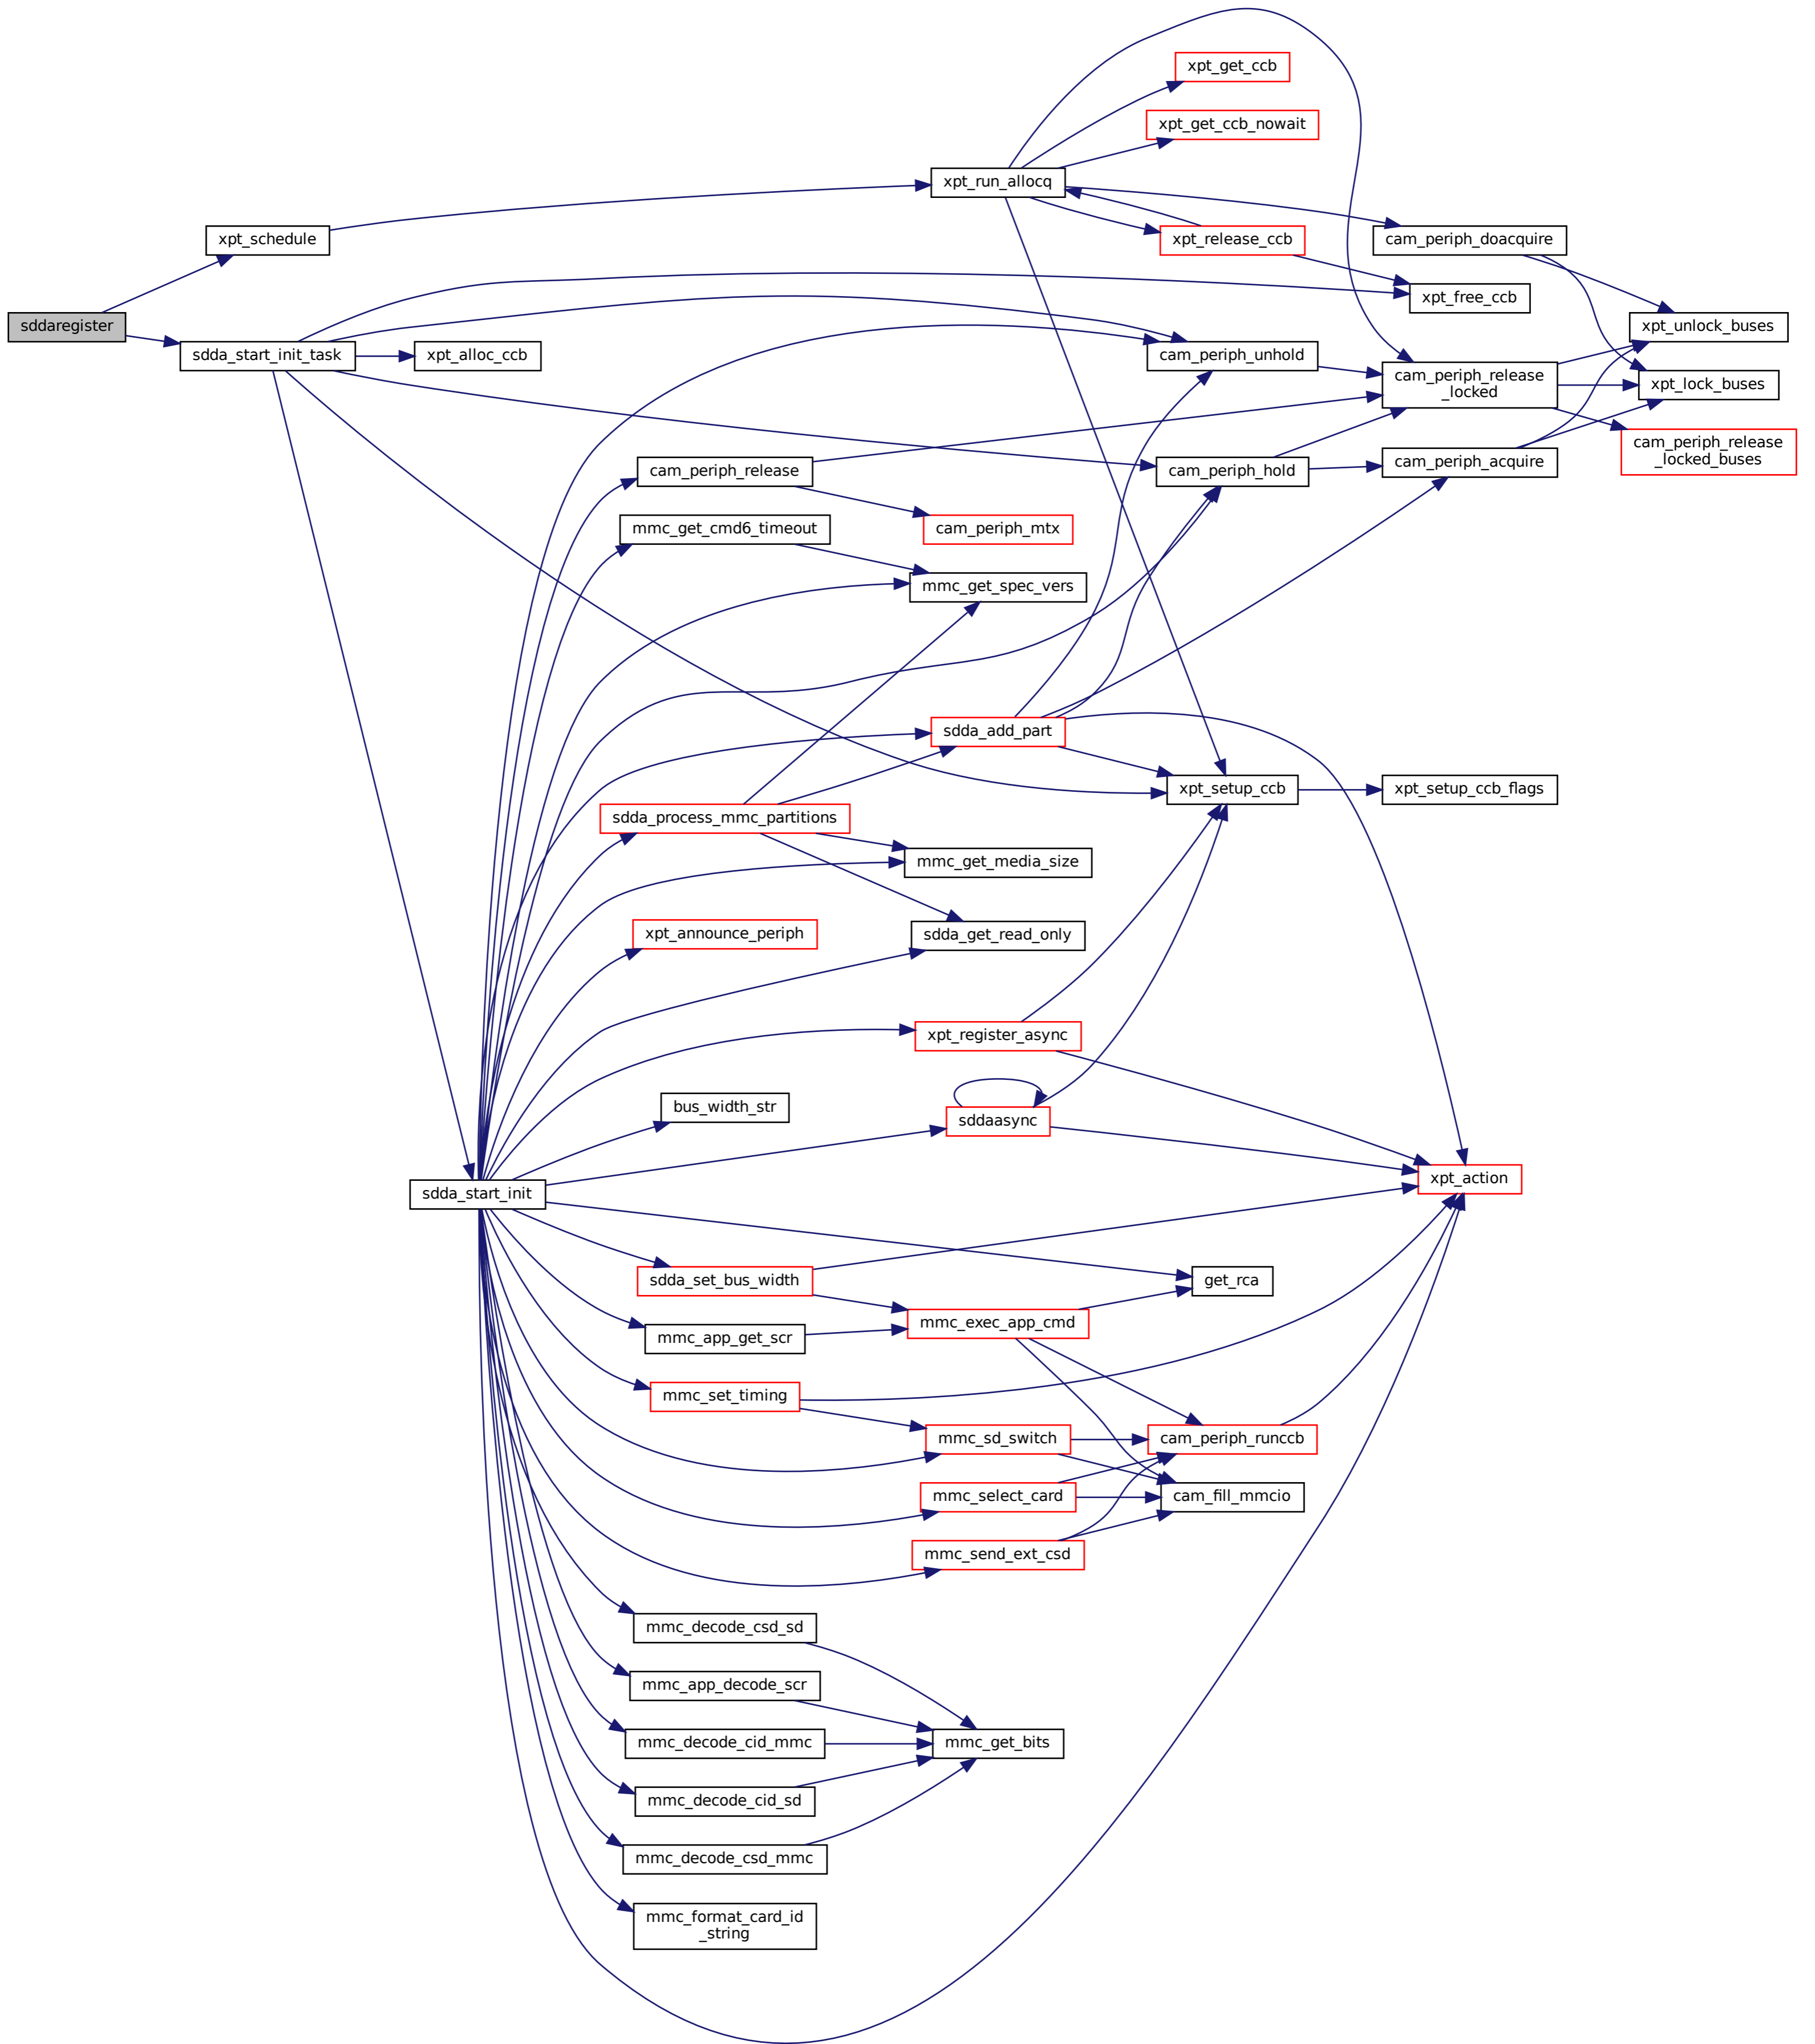 xpt_get_ccb
xpt_get_ccb_nowait
xpt_run_allocq
xpt_schedule
xpt_release_ccb
cam_periph_doacquire
xpt_free_ccb
sddaregister
xpt_unlock_buses
sdda_start_init_task
xpt_alloc_ccb
cam_periph_unhold
cam_periph_release
_locked
xpt_lock_buses
cam_periph_release
cam_periph_hold
cam_periph_acquire
cam_periph_release
_locked_buses
mmc_get_cmd6_timeout
cam_periph_mtx
mmc_get_spec_vers
sdda_add_part
xpt_setup_ccb
xpt_setup_ccb_flags
sdda_process_mmc_partitions
mmc_get_media_size
xpt_announce_periph
sdda_get_read_only
xpt_register_async
bus_width_str
sddaasync
xpt_action
sdda_start_init
sdda_set_bus_width
get_rca
mmc_exec_app_cmd
mmc_app_get_scr
mmc_set_timing
mmc_sd_switch
cam_periph_runccb
mmc_select_card
cam_fill_mmcio
mmc_send_ext_csd
mmc_decode_csd_sd
mmc_app_decode_scr
mmc_decode_cid_mmc
mmc_get_bits
mmc_decode_cid_sd
mmc_decode_csd_mmc
mmc_format_card_id
_string